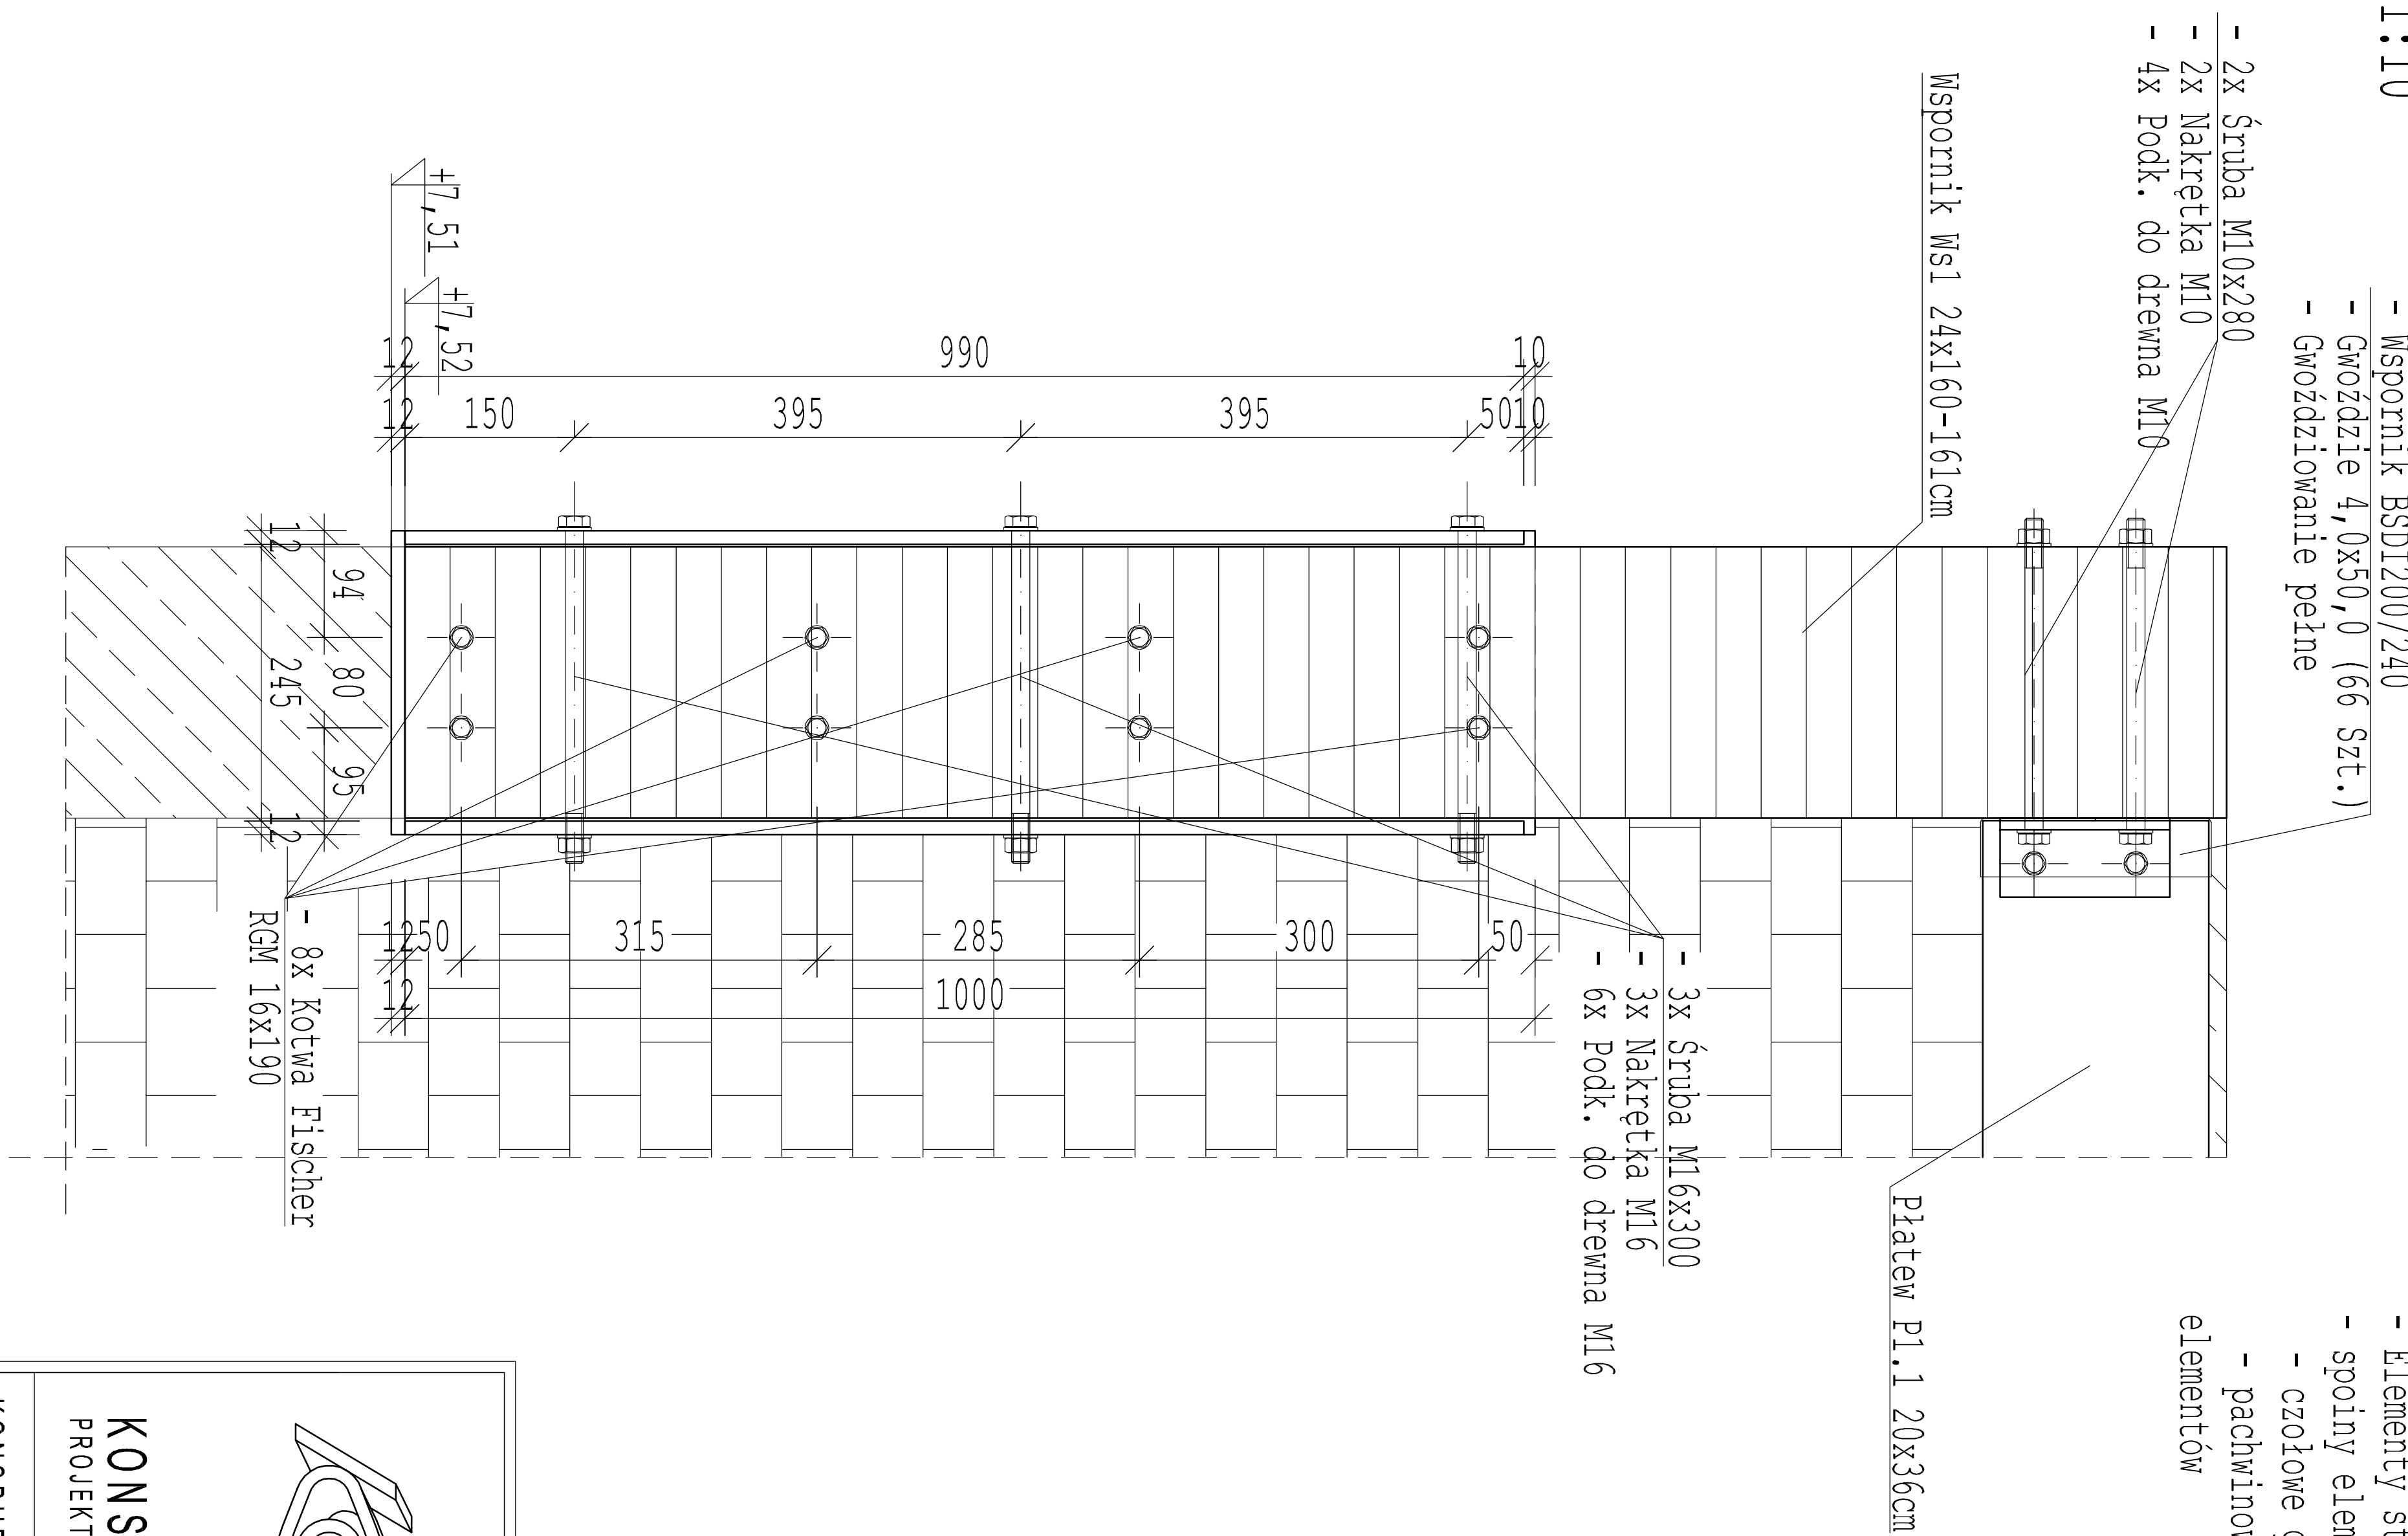 1:10
- Wspornik BSDI200/240
- Gwoździe 4,0x50,0 (66 Szt.)
- Gwoździowanie pełne
- 2x Śruba M10x280
- 2x Nakrętka M10
- 4x Podk. do drewna M10
Wspornik Ws1 24x160-161cm
+7,51
+7,52
12
990
10
12
150
395
395
50
10
12
94
80
95
12
245
12
50
315
285
300
50
12
1000
- 8x Kotwa Fischer
RGM 16x190
- 3x Śruba M16x300
- 3x Nakrętka M16
- 6x Podk. do drewna M16
Płatew P1.1 20x36cm
- Elementy
- spoiny
- czołowe
-
elementów
KONS
PROJEKT